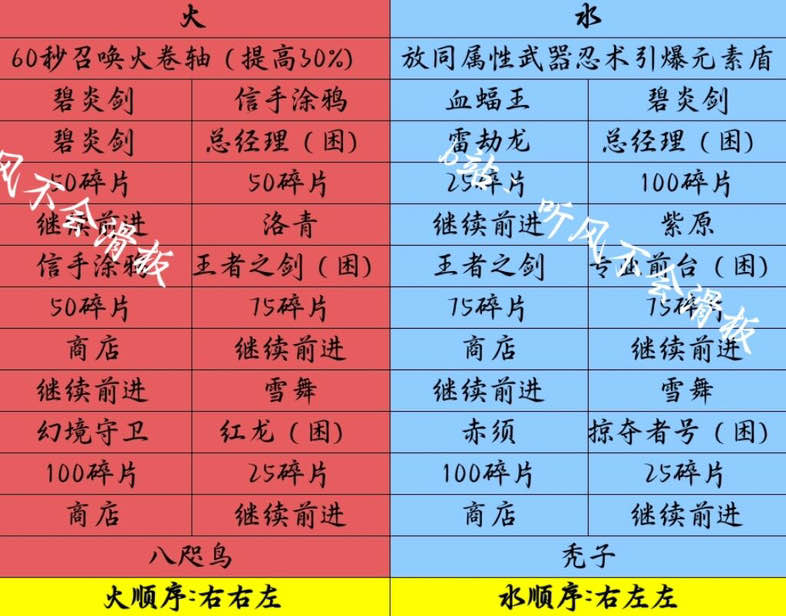 火 水
60秒召唤火卷轴（提高30%） 放同属性武器忍术引爆元素盾
碧炎剑 信手涂鸦 血蝠王 碧炎剑
碧炎剑 总经理（困） 雷劫龙 总经理（困）
50碎片 50碎片 25碎片 100碎片
继续前进 洛青 继续前进 紫原
信手涂鸦 王者之剑（困） 王者之剑 专业前台（困）
50碎片 75碎片 75碎片 75碎片
商店 继续前进 商店 继续前进
继续前进 雪舞 继续前进 雪舞
幻境守卫 红龙（困） 赤须 掠夺者号（困）
100碎片 25碎片 100碎片 25碎片
商店 继续前进 商店 继续前进
八咫鸟 秃子
火顺序:右右左 水顺序:右左左
风不会滑板
b站、听风不会滑板